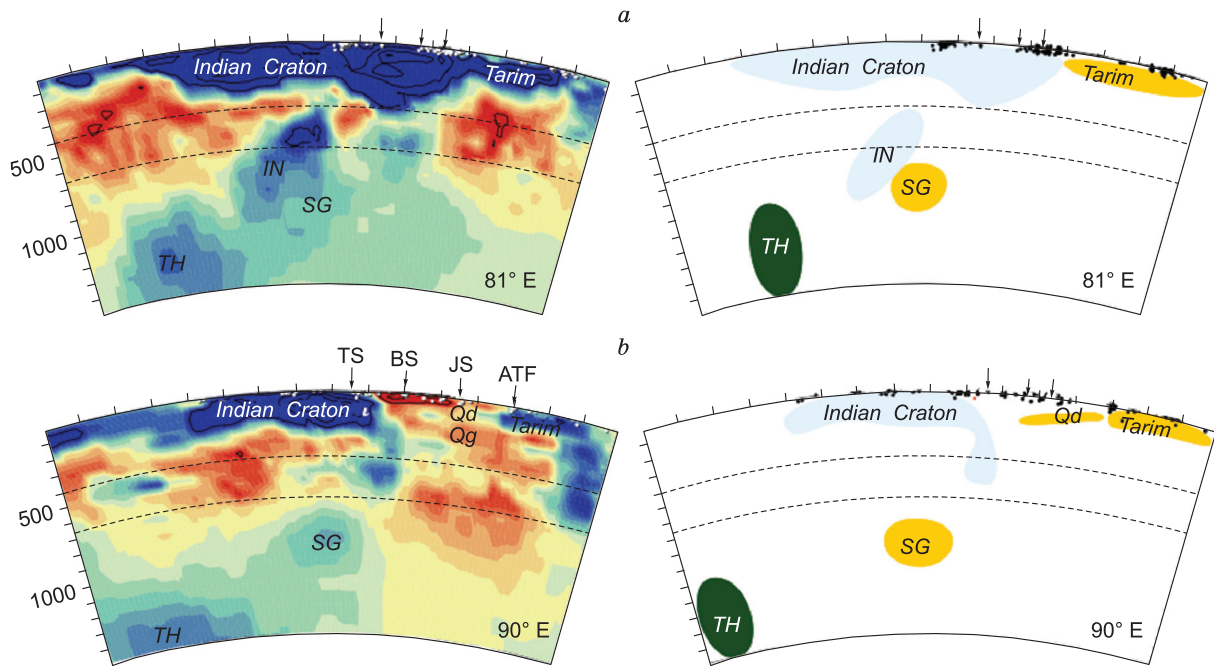 a
Indian Craton
Tarim
500
1000
IN
SG
TH
81° E
Indian Craton
Tarim
IN
SG
TH
81° E
b
TS
BS
JS
ATF
Indian Craton
Qd
Qg
Tarim
500
1000
SG
TH
90° E
Indian Craton
Qd
Tarim
SG
TH
90° E